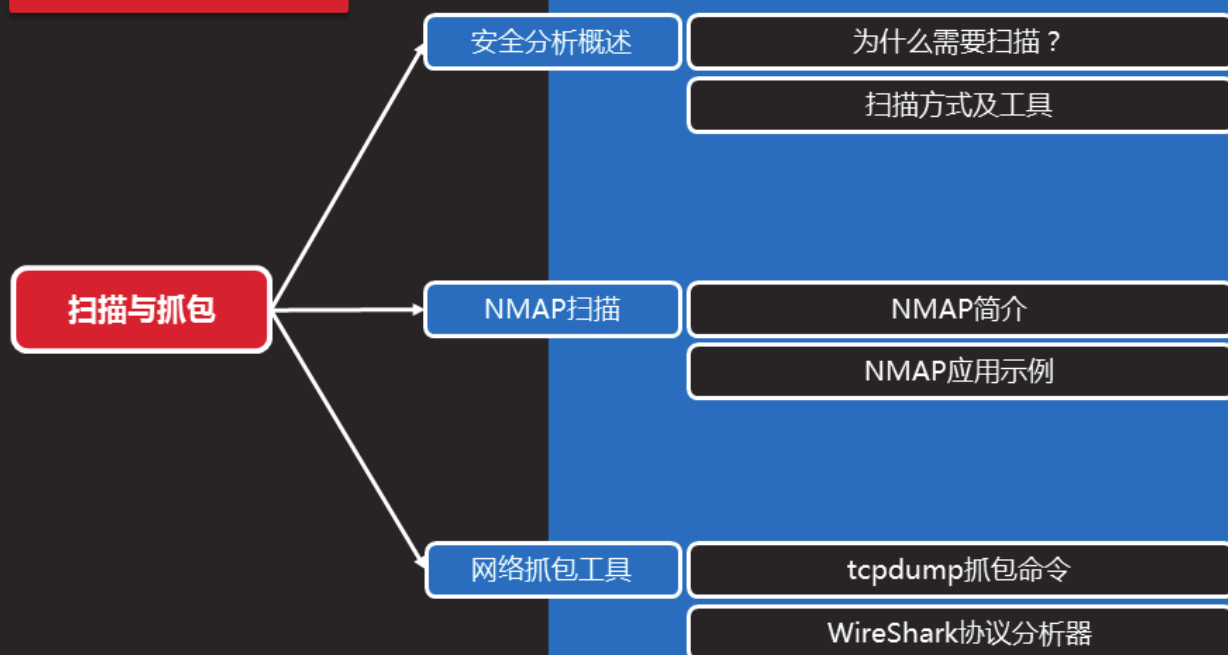 安全分析概述
为什么需要扫描？
扫描方式及工具
扫描与抓包
NMAP扫描
NMAP简介
NMAP应用示例
网络抓包工具
tcpdump抓包命令
WireShark协议分析器